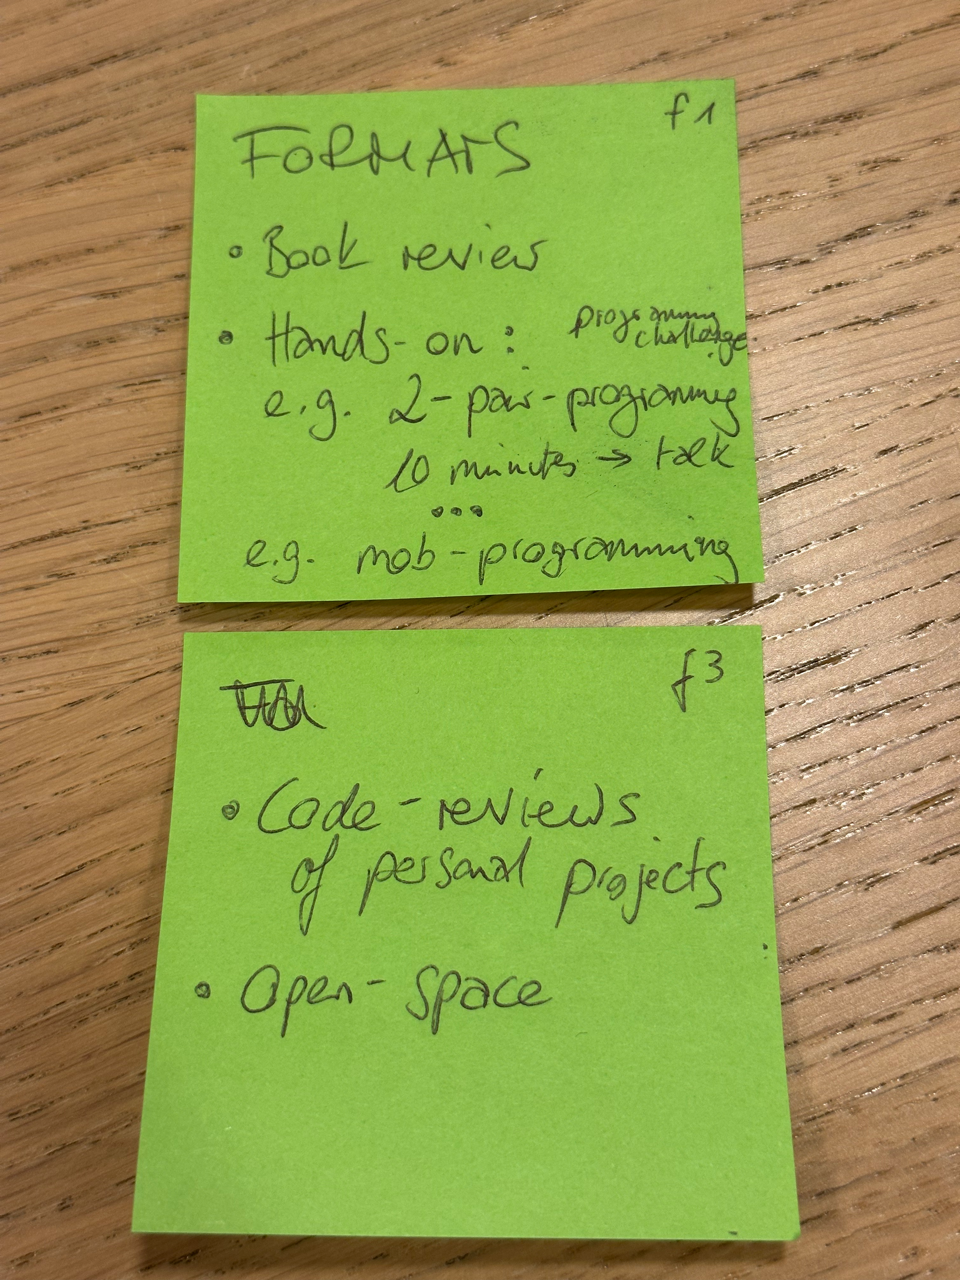 f1
FORMATS
• Book review
• Hands-on: programming challenge
e.g. 2-pair-programming
10 minutes → talk
...
e.g. mob-programming
f3
• Code-reviews
of personal projects
• Open-space